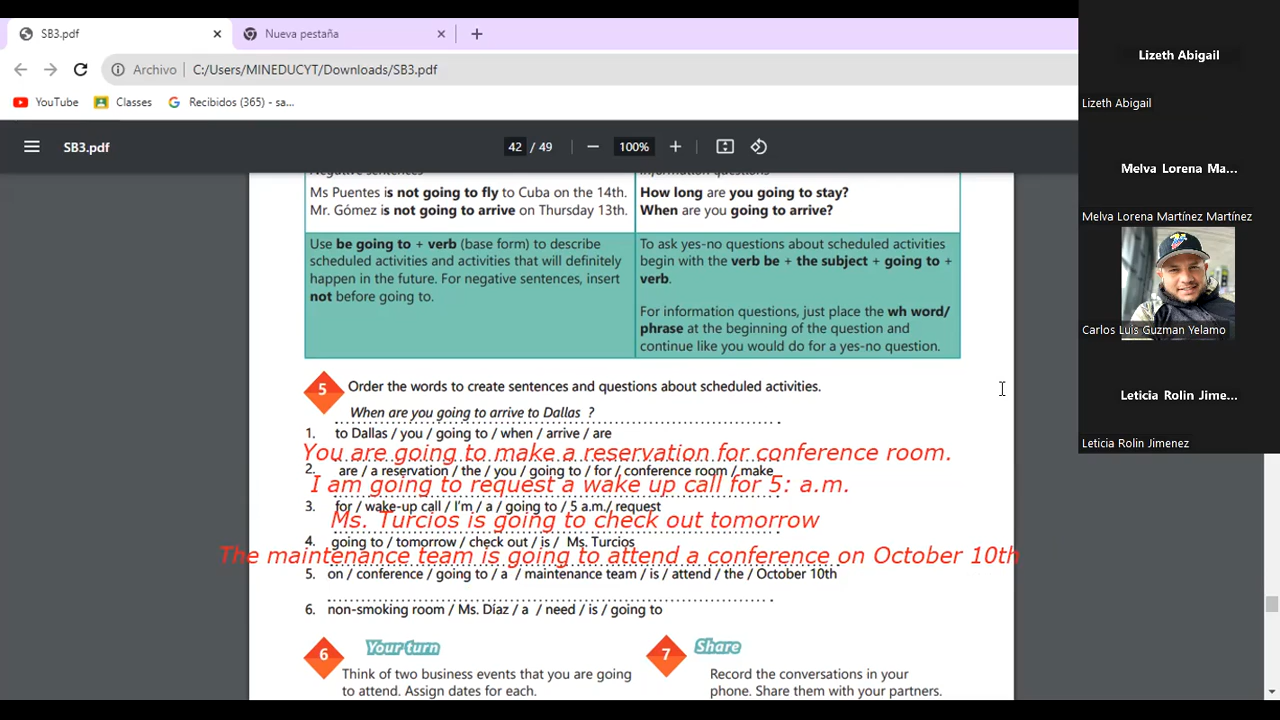 SB3.pdf
Nueva pestaña
Archivo C:/Users/MINEDUCYT/Downloads/SB3.pdf
YouTube Classes Recibidos (365) - sa...
SB3.pdf 42 / 49 100%
Negative sentences
Ms Puentes is not going to fly to Cuba on the 14th.
Mr. Gómez is not going to arrive on Thursday 13th.
Information questions
How long are you going to stay?
When are you going to arrive?
Use be going to + verb (base form) to describe
scheduled activities and activities that will definitely
happen in the future. For negative sentences, insert
not before going to.
To ask yes-no questions about scheduled activities
begin with the verb be + the subject + going to +
verb.
For information questions, just place the wh word/
phrase at the beginning of the question and
continue like you would do for a yes-no question.
5 Order the words to create sentences and questions about scheduled activities.
When are you going to arrive to Dallas ?
1. to Dallas / you / going to / when / arrive / are
You are going to make a reservation for conference room.
2. are / a reservation / the / you / going to / for / conference room / make
I am going to request a wake up call for 5: a.m.
3. for / wake-up call / I'm / a / going to / 5 a.m./ request
Ms. Turcios is going to check out tomorrow
4. going to / tomorrow / check out / is / Ms. Turcios
The maintenance team is going to attend a conference on October 10th
5. on / conference / going to / a / maintenance team / is / attend / the / October 10th
6. non-smoking room / Ms. Díaz / a / need / is / going to
6 Your turn
Think of two business events that you are going
to attend. Assign dates for each.
7 Share
Record the conversations in your
phone. Share them with your partners.
Lizeth Abigail
Lizeth Abigail
Melva Lorena Ma...
Melva Lorena Martínez Martínez
Carlos Luis Guzman Yelamo
Leticia Rolin Jime...
Leticia Rolin Jimenez